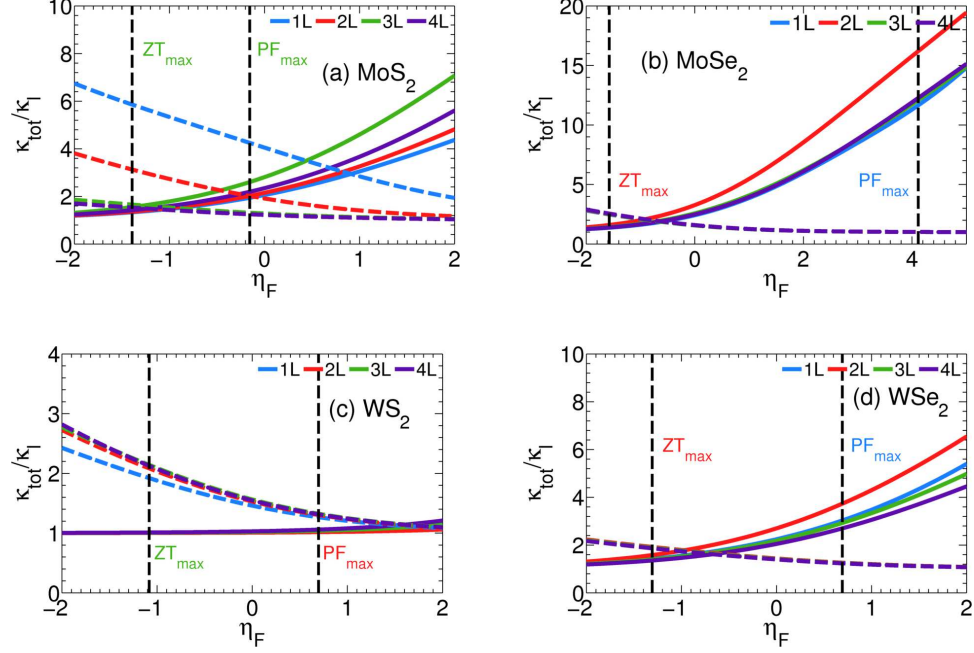 10
8
6
4
2
0
κ_tot/κ_l
1L 2L 3L 4L
ZT_max
PF_max
(a) MoS_2
−2 −1 0 1 2
η_F
20
15
10
5
0
κ_tot/κ_l
1L 2L 3L 4L
(b) MoSe_2
ZT_max
PF_max
−2 0 2 4
η_F
4
3
2
1
0
κ_tot/κ_l
1L 2L 3L 4L
(c) WS_2
ZT_max
PF_max
−2 −1 0 1 2
η_F
10
8
6
4
2
0
κ_tot/κ_l
1L 2L 3L 4L
(d) WSe_2
ZT_max
PF_max
−2 −1 0 1 2
η_F